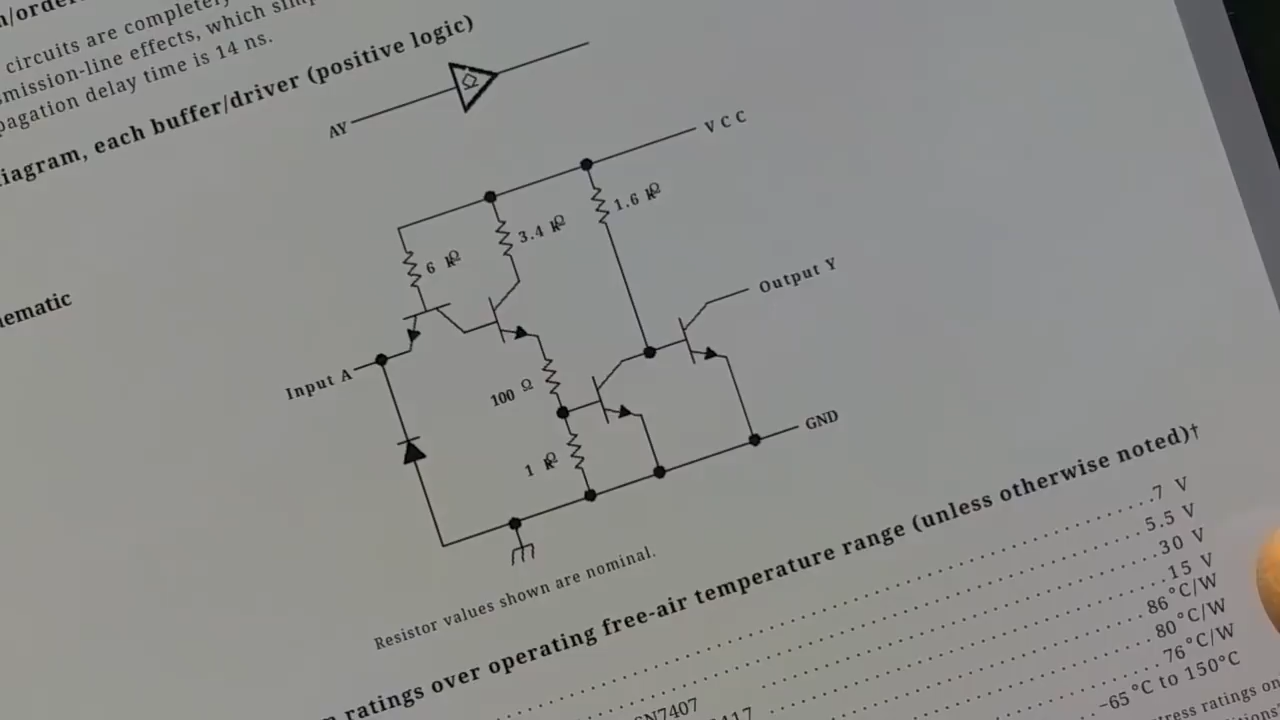 circuits are completely
mission-line effects, which
pagation delay time is 14 ns.
diagram, each buffer/driver (positive logic)
AY
VCC
6 kΩ
3.4 kΩ
1.6 kΩ
Output Y
Input A
100 Ω
1 kΩ
GND
Resistor values shown are nominal.
ratings over operating free-air temperature range (unless otherwise noted)†
7 V
5.5 V
SN7407 30 V
15 V
86°C/W
80°C/W
76°C/W
−65°C to 150°C